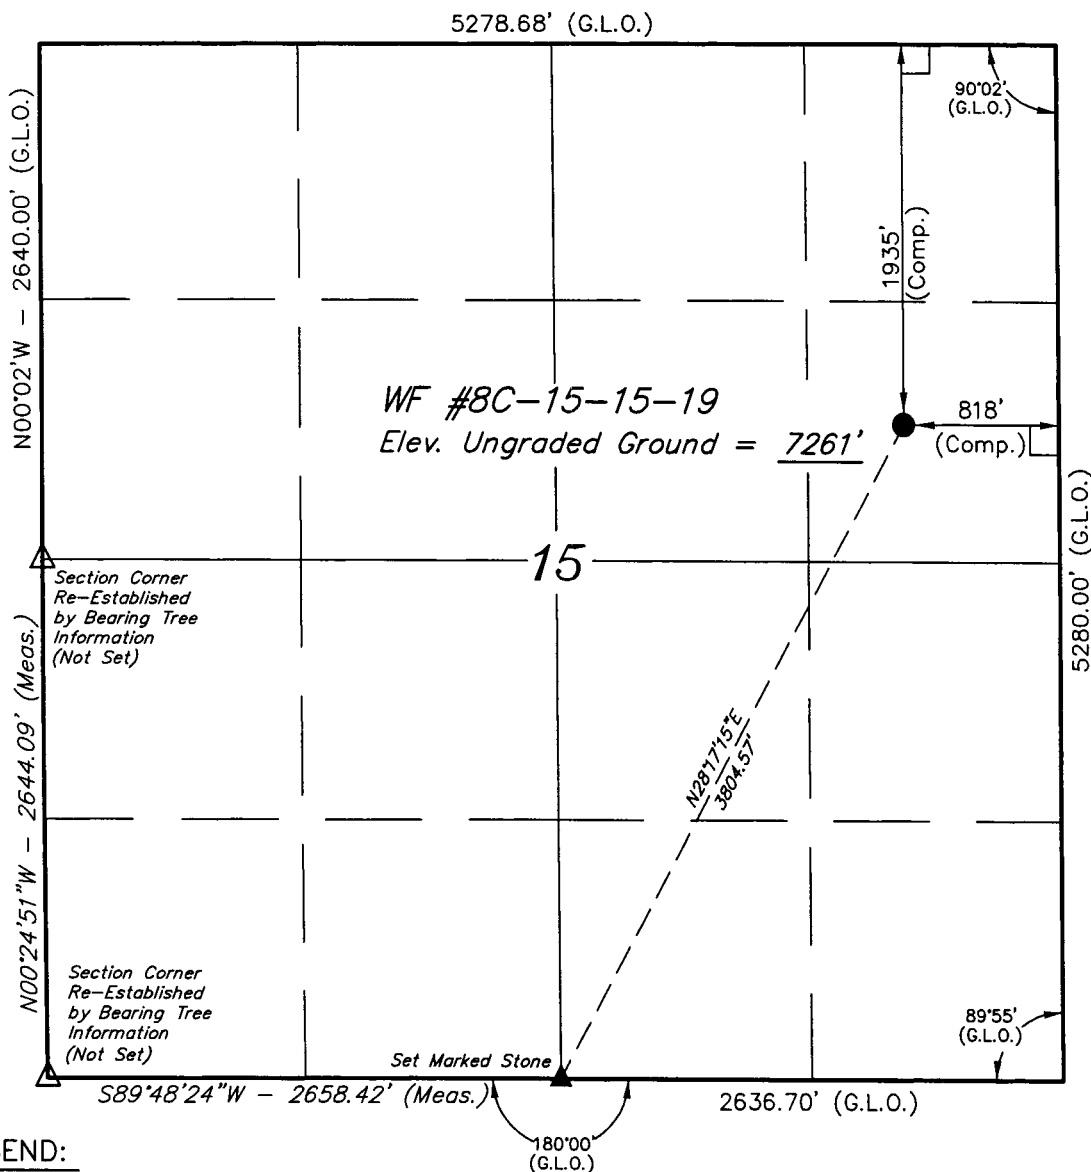 5278.68' (G.L.O.)
N00°02'W – 2640.00' (G.L.O.)
90°02'
(G.L.O.)
1935'
(Comp.)
WF #8C-15-15-19
Elev. Ungraded Ground = 7261'
818'
(Comp.)
15
5280.00' (G.L.O.)
Section Corner
Re-Established
by Bearing Tree
Information
(Not Set)
N00°24'51"W – 2644.09' (Meas.)
N28°17'15"E
3804.57'
Section Corner
Re-Established
by Bearing Tree
Information
(Not Set)
89°55'
(G.L.O.)
Set Marked Stone
S89°48'24"W – 2658.42' (Meas.)
2636.70' (G.L.O.)
180°00'
(G.L.O.)
END: